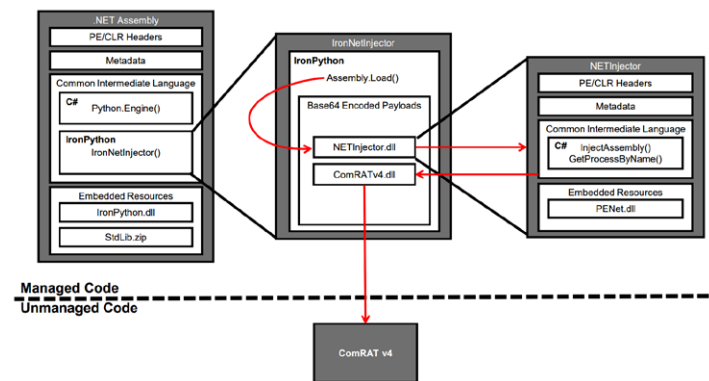 .NET Assembly
PE/CLR Headers
Metadata
Common Intermediate Language
C#
Python.Engine()
IronPython
IronNetInjector()
Embedded Resources
IronPython.dll
StdLib.zip
IronNetInjector
IronPython
Assembly.Load()
Base64 Encoded Payloads
NETInjector.dll
ComRATv4.dll
NETInjector
PE/CLR Headers
Metadata
Common Intermediate Language
C# InjectAssembly()
GetProcessByName()
Embedded Resources
PENet.dll
Managed Code
Unmanaged Code
ComRAT v4